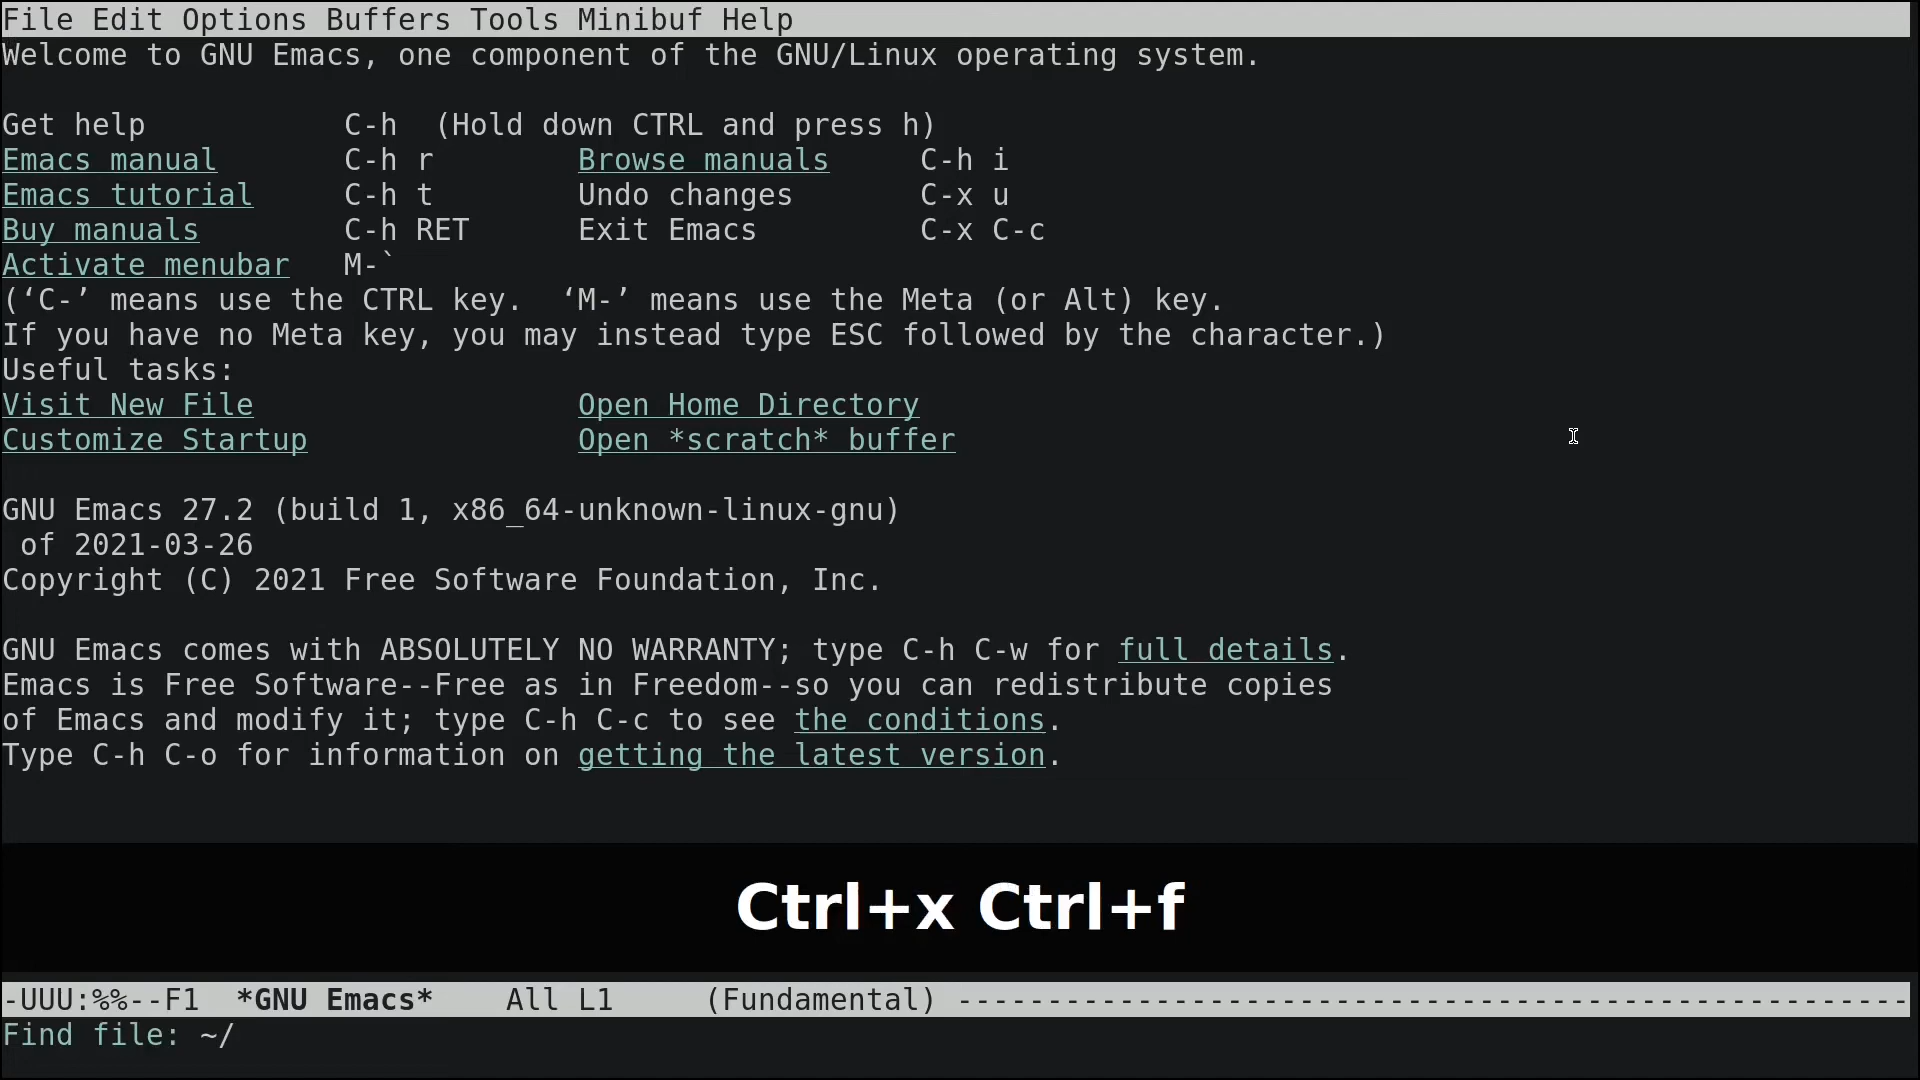 File Edit Options Buffers Tools Minibuf Help
Welcome to GNU Emacs, one component of the GNU/Linux operating system.
Get help           C-h  (Hold down CTRL and press h)
Emacs manual       C-h r        Browse manuals     C-h i
Emacs tutorial     C-h t        Undo changes       C-x u
Buy manuals        C-h RET      Exit Emacs         C-x C-c
Activate menubar   M-`
(‘C-’ means use the CTRL key.  ‘M-’ means use the Meta (or Alt) key.
If you have no Meta key, you may instead type ESC followed by the character.)
Useful tasks:
Visit New File                  Open Home Directory
Customize Startup               Open *scratch* buffer
GNU Emacs 27.2 (build 1, x86_64-unknown-linux-gnu)
 of 2021-03-26
Copyright (C) 2021 Free Software Foundation, Inc.
GNU Emacs comes with ABSOLUTELY NO WARRANTY; type C-h C-w for full details.
Emacs is Free Software--Free as in Freedom--so you can redistribute copies
of Emacs and modify it; type C-h C-c to see the conditions.
Type C-h C-o for information on getting the latest version.
Ctrl+x Ctrl+f
-UUU:%%--F1  *GNU Emacs*    All L1     (Fundamental) -----------------------------------------------------
Find file: ~/